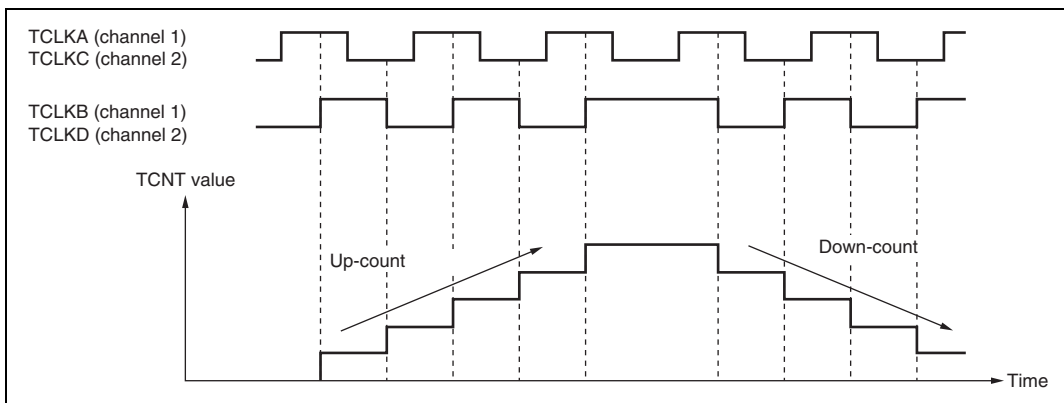 TCLKA (channel 1)
TCLKC (channel 2)
TCLKB (channel 1)
TCLKD (channel 2)
TCNT value
Up-count
Down-count
Time